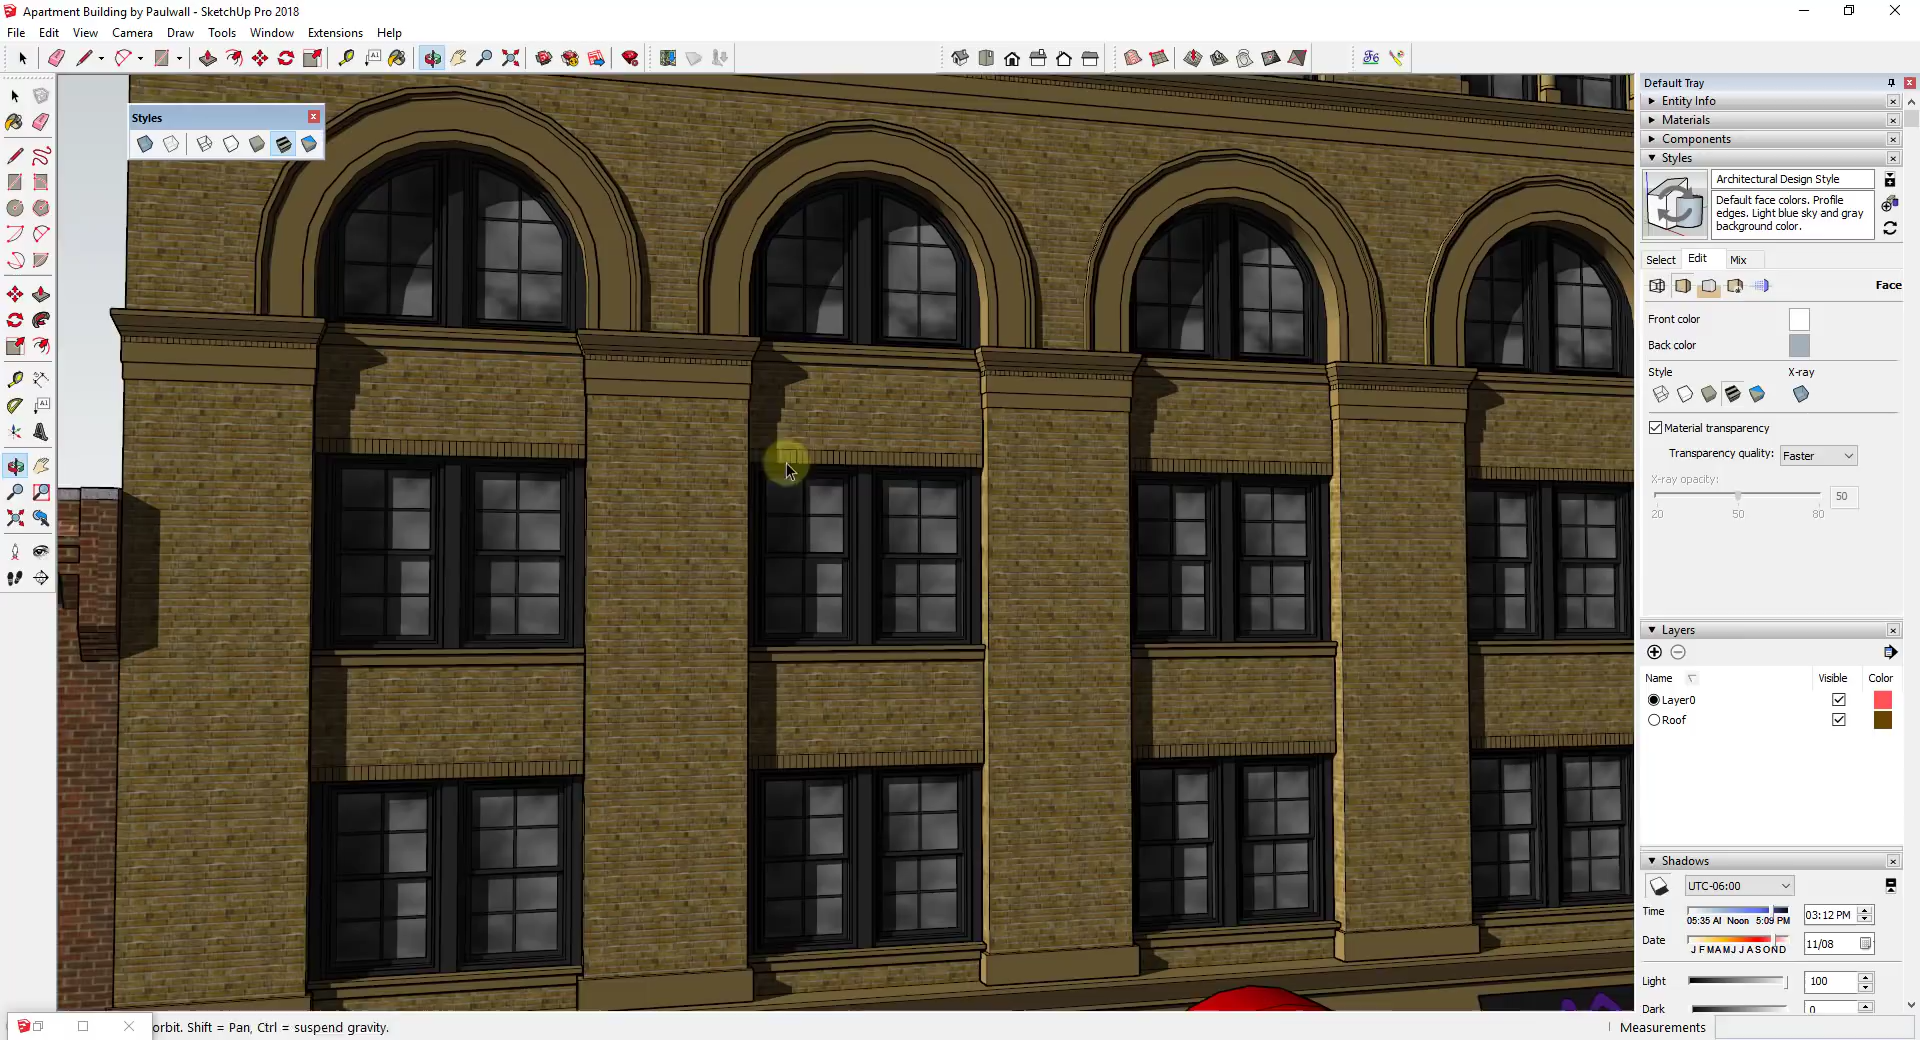 Apartment Building by Paulwall - SketchUp Pro 2018
File Edit View Camera Draw Tools Window Extensions Help
Styles
Default Tray
Entity Info
Materials
Components
Styles
Architectural Design Style
Default face colors. Profile
edges. Light blue sky and gray
background color.
Select Edit Mix
Face
Front color
Back color
Style X-ray
Material transparency
Transparency quality: Faster
X-ray opacity:
50
20 50 80
Layers
Name Visible Color
Layer0
Roof
Shadows
UTC-06:00
Time 05:35 AI Noon 5:09 PM 03:12 PM
Date J F M A M J J A S O N D 11/08
Light 100
Dark 0
orbit. Shift = Pan, Ctrl = suspend gravity.
Measurements